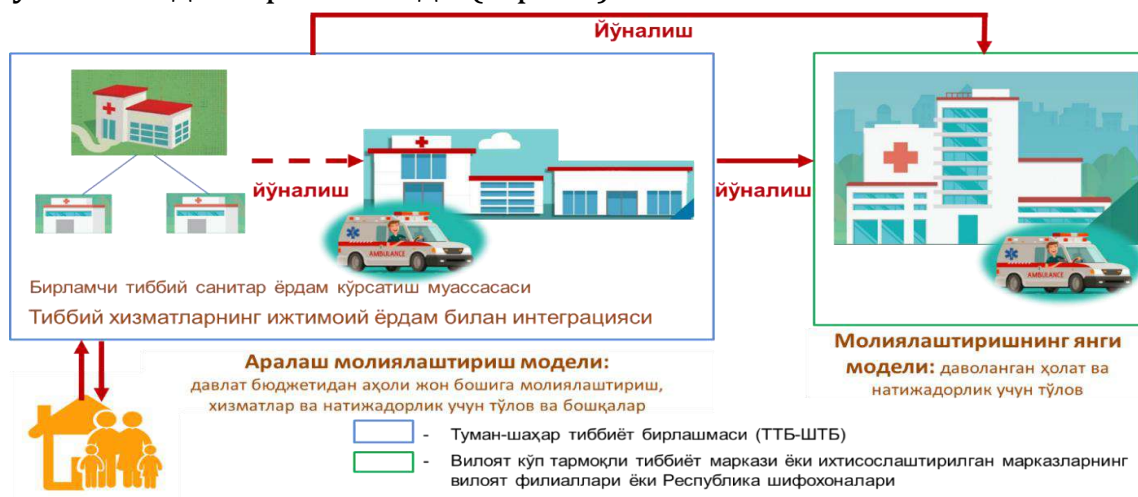 Йўналиш
йўналиш
йўналиш
AMBULANCE
AMBULANCE
Бирламчи тиббий санитар ёрдам кўрсатиш муассасаси
Тиббий хизматларнинг ижтимоий ёрдам билан интеграцияси
Аралаш молиялаштириш модели:
давлат бюджетидан аҳоли жон бошига молиялаштириш,
хизматлар ва натижадорлик учун тўлов ва бошқалар
Молиялаштиришнинг янги
модели: даволанган ҳолат ва
натижадорлик учун тўлов
- Туман-шаҳар тиббиёт бирлашмаси (ТТБ-ШТБ)
- Вилоят кўп тармоқли тиббиёт маркази ёки ихтисослаштирилган марказларнинг
вилоят филиаллари ёки Республика шифохоналари